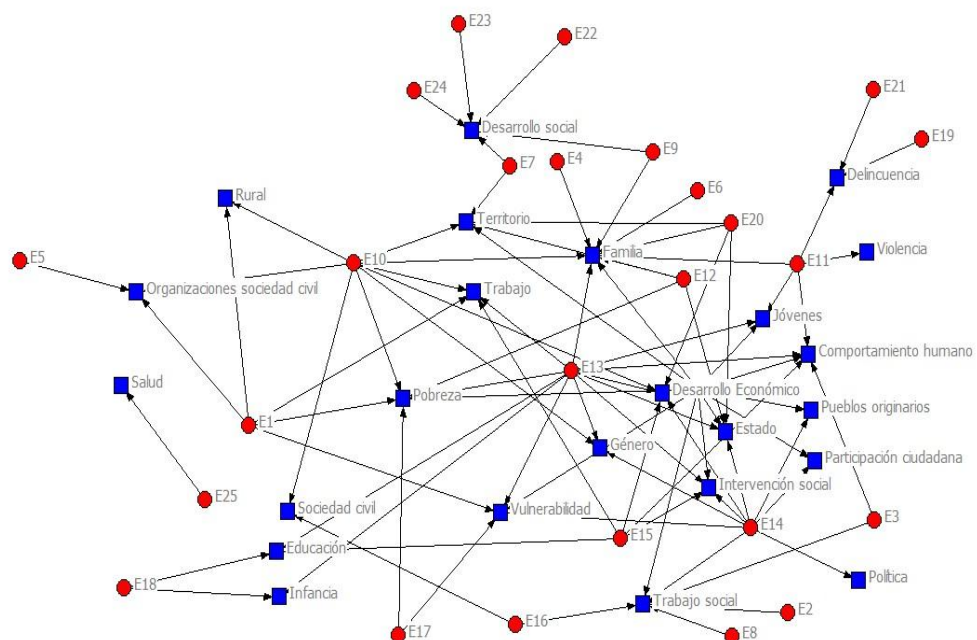 E23
E22
E24
E21
Desarrollo social
E19
E7
E4
E9
Delincuencia
E6
Rural
Territorio
E20
Familia
Violencia
E5
E10
E11
E12
Organizaciones sociedad civil
Trabajo
Jóvenes
Comportamiento humano
E13
Salud
Pobreza
Desarrollo Económico
Pueblos originarios
E1
Género
Estado
Participación ciudadana
Intervención social
E25
Sociedad civil
Vulnerabilidad
E14
E3
E15
Educación
Política
E18
Infancia
Trabajo social
E2
E17
E16
E8